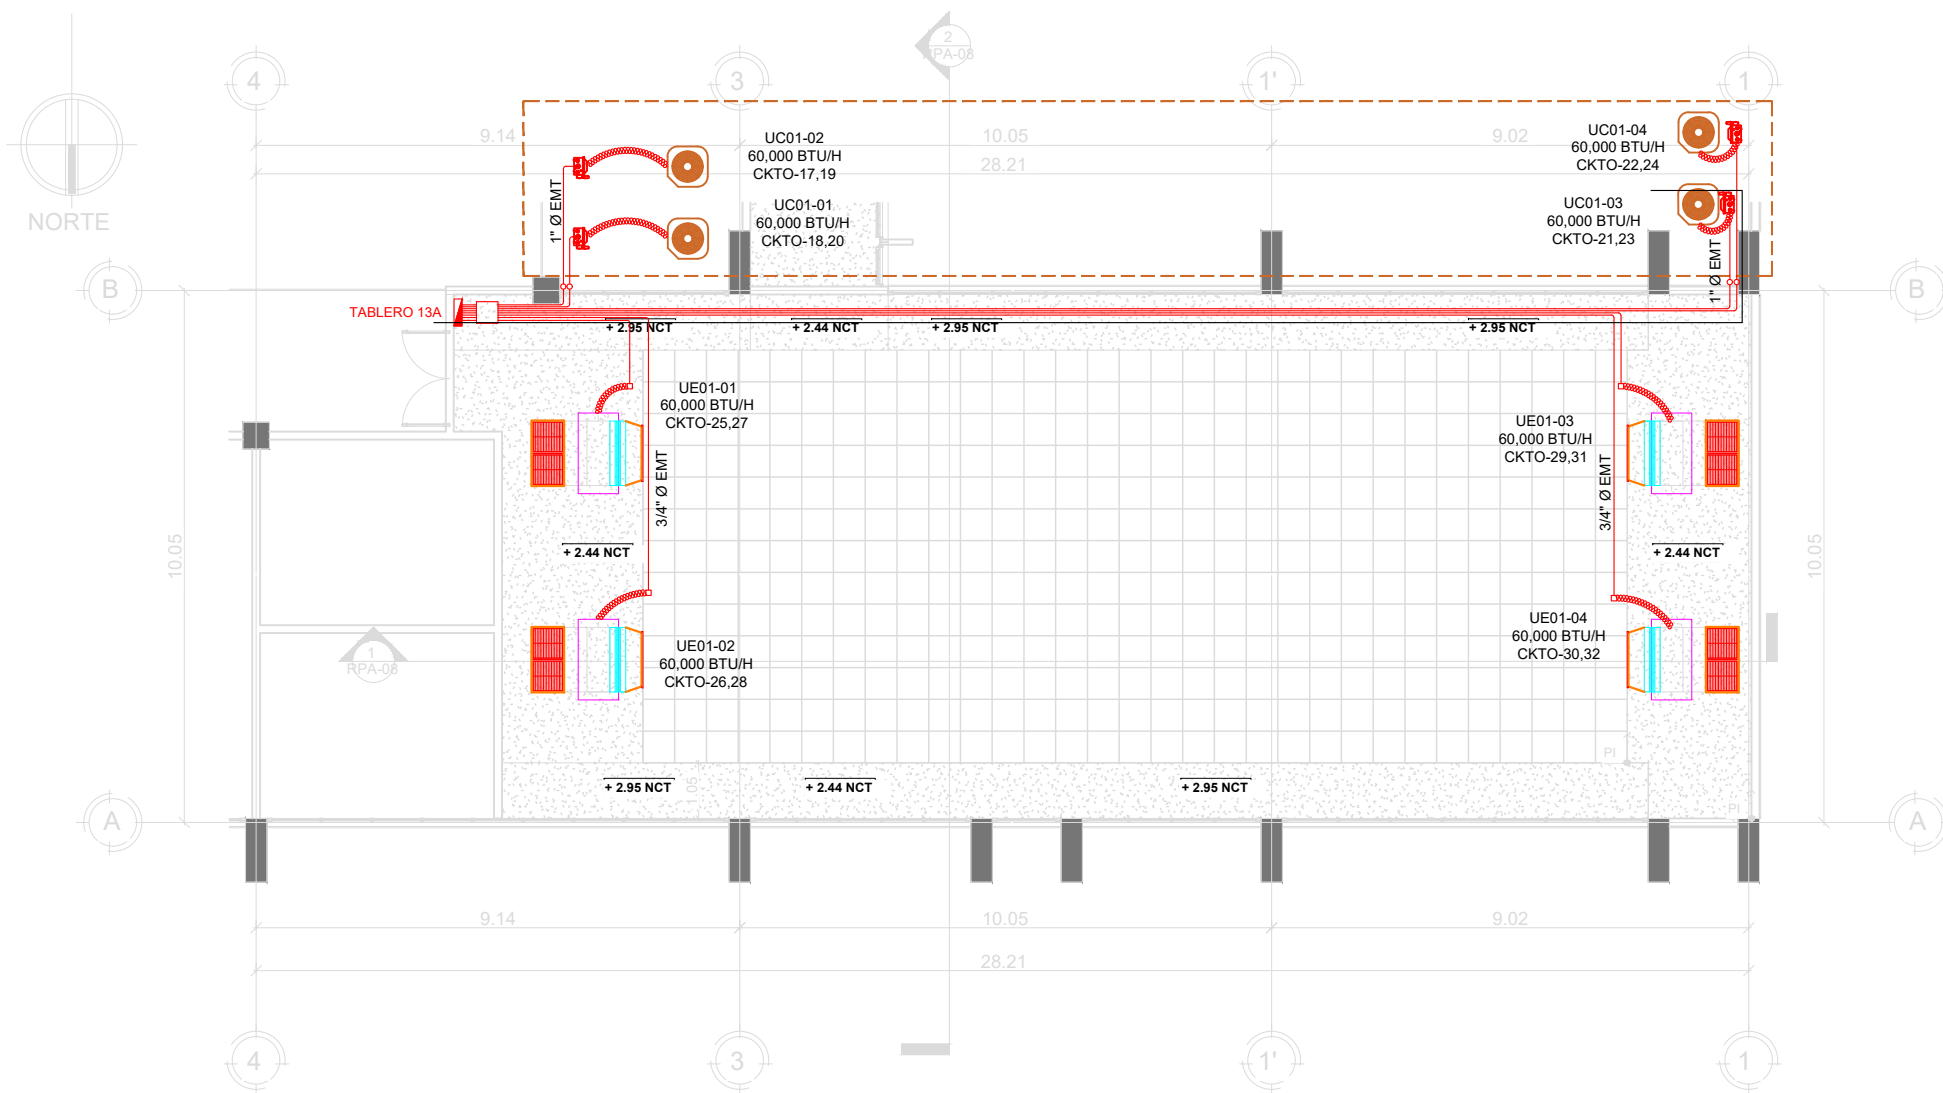 2
RPA-08
4
3
1'
1
9.14
10.05
9.02
28.21
NORTE
UC01-02
60,000 BTU/H
CKTO-17,19
UC01-01
60,000 BTU/H
CKTO-18,20
1" Ø EMT
UC01-04
60,000 BTU/H
CKTO-22,24
UC01-03
60,000 BTU/H
CKTO-21,23
1" Ø EMT
B
B
TABLERO 13A
+ 2.95 NCT
+ 2.44 NCT
+ 2.95 NCT
+ 2.95 NCT
UE01-01
60,000 BTU/H
CKTO-25,27
3/4" Ø EMT
UE01-03
60,000 BTU/H
CKTO-29,31
3/4" Ø EMT
10.05
+ 2.44 NCT
+ 2.44 NCT
10.05
UE01-02
60,000 BTU/H
CKTO-26,28
UE01-04
60,000 BTU/H
CKTO-30,32
1
RPA-08
PI
+ 2.95 NCT
1.05
+ 2.44 NCT
+ 2.95 NCT
PI
A
A
9.14
10.05
9.02
28.21
4
3
1'
1